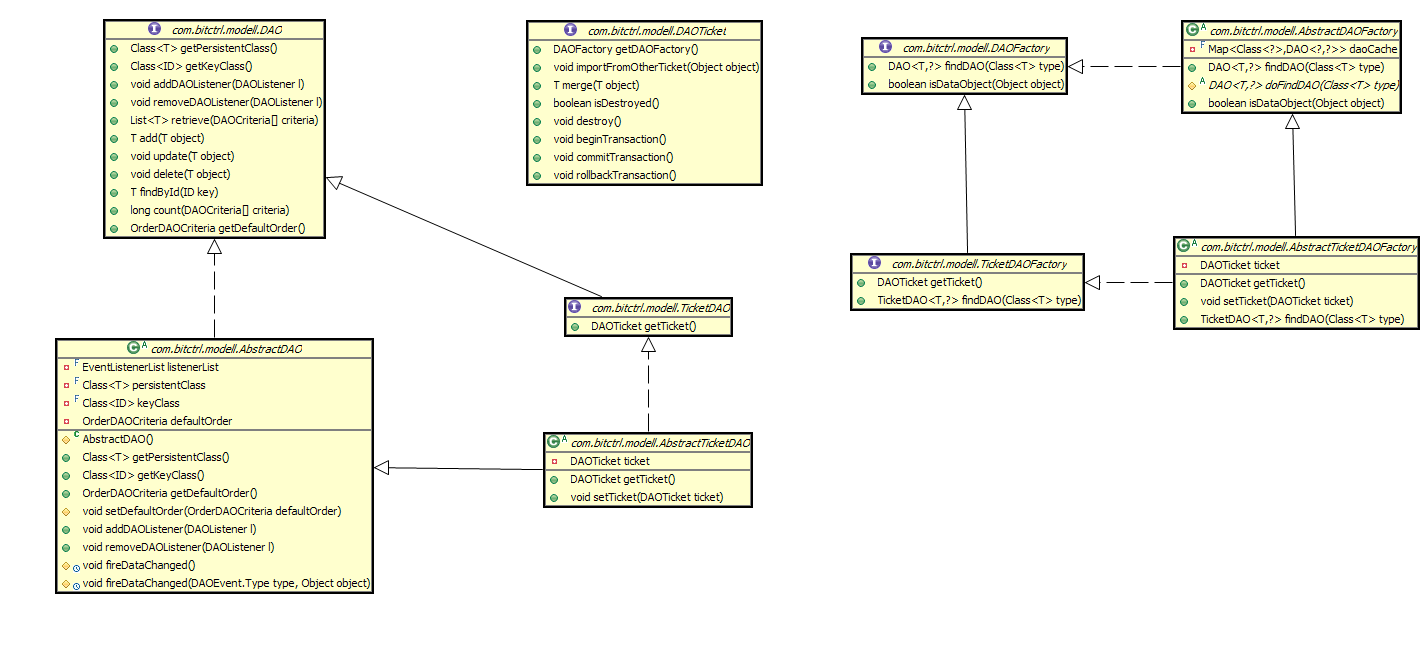 com.bitctrl.modell.DAO
Class<T> getPersistentClass()
Class<ID> getKeyClass()
void addDAOListener(DAOListener l)
void removeDAOListener(DAOListener l)
List<T> retrieve(DAOCriteria[] criteria)
T add(T object)
void update(T object)
void delete(T object)
T findById(ID key)
long count(DAOCriteria[] criteria)
OrderDAOCriteria getDefaultOrder()
com.bitctrl.modell.DAOTicket
DAOFactory getDAOFactory()
void importFromOtherTicket(Object object)
T merge(T object)
boolean isDestroyed()
void destroy()
void beginTransaction()
void commitTransaction()
void rollbackTransaction()
com.bitctrl.modell.DAOFactory
DAO<T,?> findDAO(Class<T> type)
boolean isDataObject(Object object)
com.bitctrl.modell.AbstractDAOFactory
Map<Class<?>,DAO<?,?>> daoCache
DAO<T,?> findDAO(Class<T> type)
DAO<T,?> doFindDAO(Class<T> type)
boolean isDataObject(Object object)
com.bitctrl.modell.TicketDAOFactory
DAOTicket getTicket()
TicketDAO<T,?> findDAO(Class<T> type)
com.bitctrl.modell.AbstractTicketDAOFactory
DAOTicket ticket
DAOTicket getTicket()
void setTicket(DAOTicket ticket)
TicketDAO<T,?> findDAO(Class<T> type)
com.bitctrl.modell.TicketDAO
DAOTicket getTicket()
com.bitctrl.modell.AbstractDAO
EventListenerList listenerList
Class<T> persistentClass
Class<ID> keyClass
OrderDAOCriteria defaultOrder
AbstractDAO()
Class<T> getPersistentClass()
Class<ID> getKeyClass()
OrderDAOCriteria getDefaultOrder()
void setDefaultOrder(OrderDAOCriteria defaultOrder)
void addDAOListener(DAOListener l)
void removeDAOListener(DAOListener l)
void fireDataChanged()
void fireDataChanged(DAOEvent.Type type, Object object)
com.bitctrl.modell.AbstractTicketDAO
DAOTicket ticket
DAOTicket getTicket()
void setTicket(DAOTicket ticket)